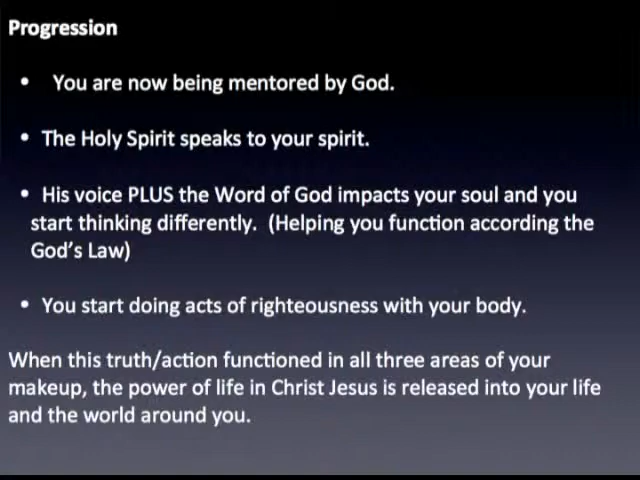 Progression
• You are now being mentored by God.
• The Holy Spirit speaks to your spirit.
• His voice PLUS the Word of God impacts your soul and you
start thinking differently. (Helping you function according the
God's Law)
• You start doing acts of righteousness with your body.
When this truth/action functioned in all three areas of your
makeup, the power of life in Christ Jesus is released into your life
and the world around you.